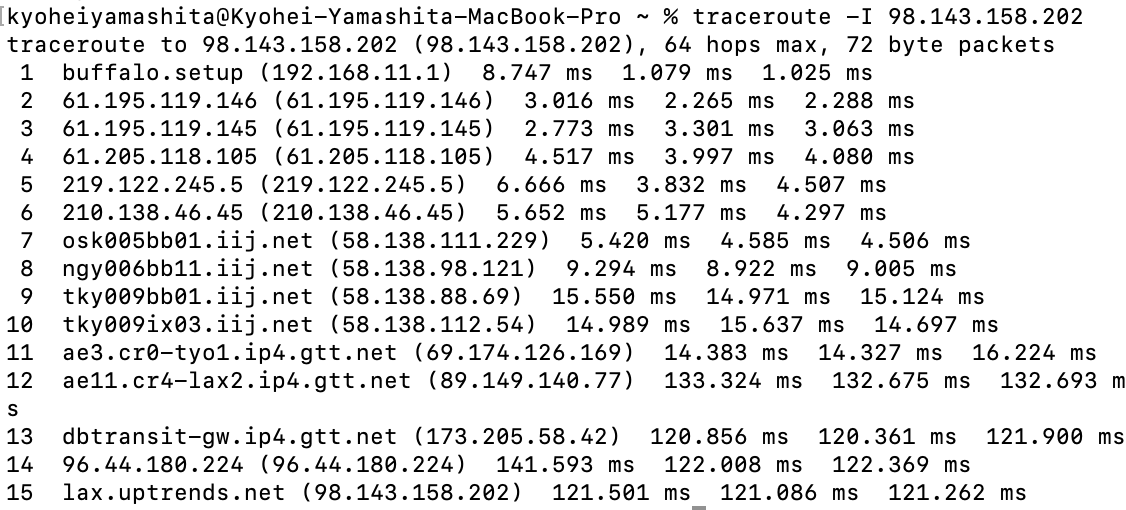 [kyoheiyamashita@Kyohei-Yamashita-MacBook-Pro ~ % traceroute -I 98.143.158.202
traceroute to 98.143.158.202 (98.143.158.202), 64 hops max, 72 byte packets
 1  buffalo.setup (192.168.11.1)  8.747 ms  1.079 ms  1.025 ms
 2  61.195.119.146 (61.195.119.146)  3.016 ms  2.265 ms  2.288 ms
 3  61.195.119.145 (61.195.119.145)  2.773 ms  3.301 ms  3.063 ms
 4  61.205.118.105 (61.205.118.105)  4.517 ms  3.997 ms  4.080 ms
 5  219.122.245.5 (219.122.245.5)  6.666 ms  3.832 ms  4.507 ms
 6  210.138.46.45 (210.138.46.45)  5.652 ms  5.177 ms  4.297 ms
 7  osk005bb01.iij.net (58.138.111.229)  5.420 ms  4.585 ms  4.506 ms
 8  ngy006bb11.iij.net (58.138.98.121)  9.294 ms  8.922 ms  9.005 ms
 9  tky009bb01.iij.net (58.138.88.69)  15.550 ms  14.971 ms  15.124 ms
10  tky009ix03.iij.net (58.138.112.54)  14.989 ms  15.637 ms  14.697 ms
11  ae3.cr0-tyo1.ip4.gtt.net (69.174.126.169)  14.383 ms  14.327 ms  16.224 ms
12  ae11.cr4-lax2.ip4.gtt.net (89.149.140.77)  133.324 ms  132.675 ms  132.693 m
s
13  dbtransit-gw.ip4.gtt.net (173.205.58.42)  120.856 ms  120.361 ms  121.900 ms
14  96.44.180.224 (96.44.180.224)  141.593 ms  122.008 ms  122.369 ms
15  lax.uptrends.net (98.143.158.202)  121.501 ms  121.086 ms  121.262 ms